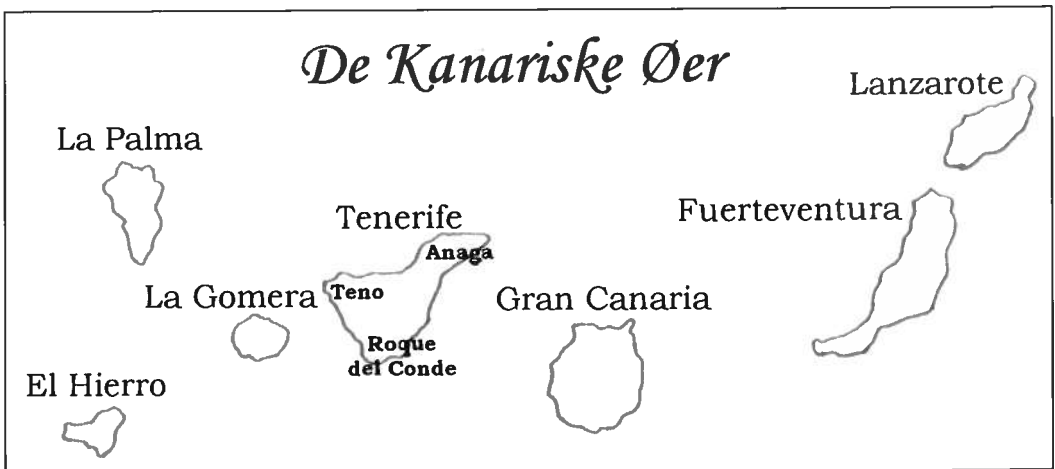 De Kanariske Øer
Lanzarote
La Palma
Tenerife
Fuerteventura
Anaga
La Gomera
Teno
Gran Canaria
Roque
del Conde
El Hierro